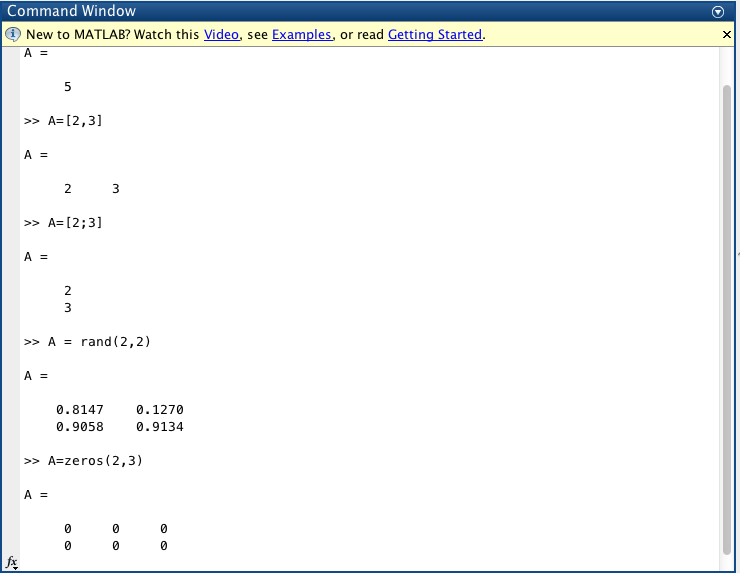 Command Window
New to MATLAB? Watch this Video, see Examples, or read Getting Started.
A =
5
>> A=[2,3]
A =
2     3
>> A=[2;3]
A =
2
3
>> A = rand(2,2)
A =
0.8147    0.1270
0.9058    0.9134
>> A=zeros(2,3)
A =
0     0     0
0     0     0
fx